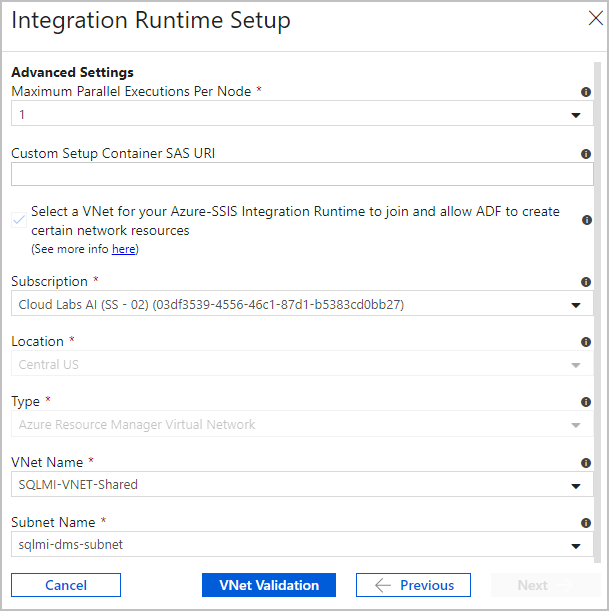 Integration Runtime Setup
Advanced Settings
Maximum Parallel Executions Per Node *
1
Custom Setup Container SAS URI
Select a VNet for your Azure-SSIS Integration Runtime to join and allow ADF to create
certain network resources
(See more info here)
Subscription *
Cloud Labs AI (SS - 02) (03df3539-4556-46c1-87d1-b5383cd0bb27)
Location *
Central US
Type *
Azure Resource Manager Virtual Network
VNet Name *
SQLMI-VNET-Shared
Subnet Name *
sqlmi-dms-subnet
Cancel VNet Validation Previous Next